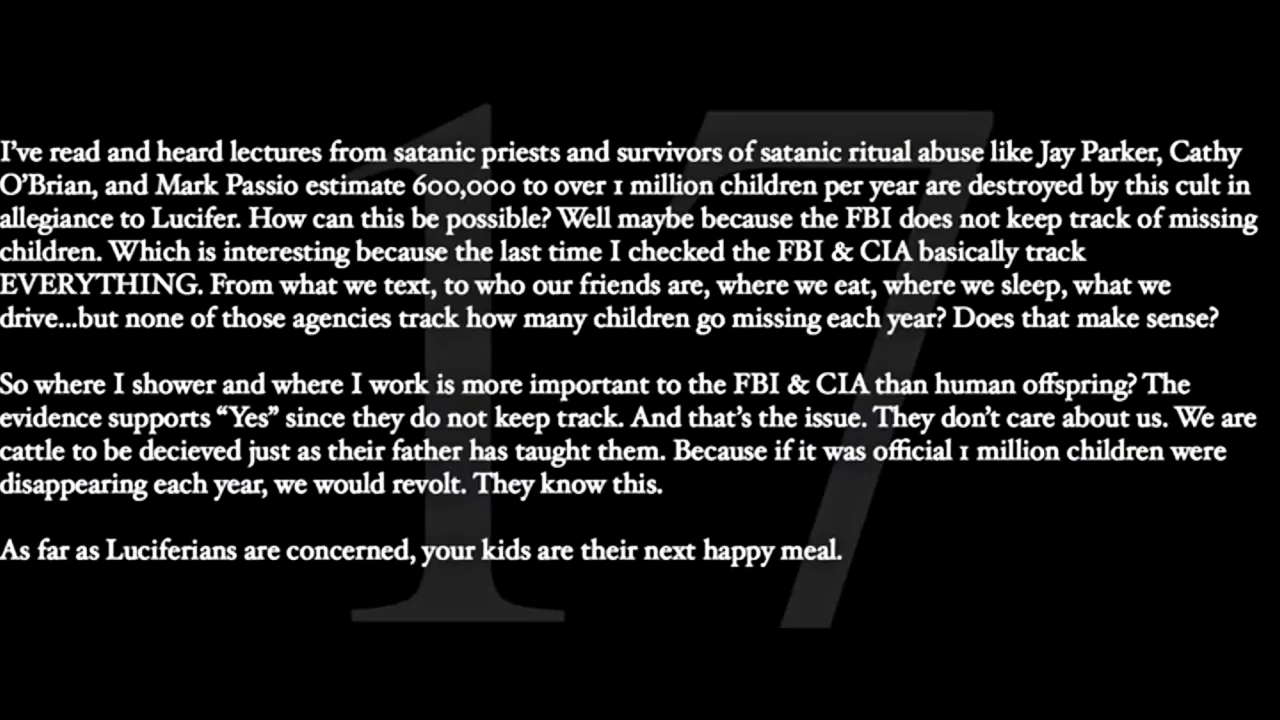 17
I've read and heard lectures from satanic priests and survivors of satanic ritual abuse like Jay Parker, Cathy
O'Brian, and Mark Passio estimate 600,000 to over 1 million children per year are destroyed by this cult in
allegiance to Lucifer. How can this be possible? Well maybe because the FBI does not keep track of missing
children. Which is interesting because the last time I checked the FBI & CIA basically track
EVERYTHING. From what we text, to who our friends are, where we eat, where we sleep, what we
drive...but none of those agencies track how many children go missing each year? Does that make sense?
So where I shower and where I work is more important to the FBI & CIA than human offspring? The
evidence supports “Yes” since they do not keep track. And that's the issue. They don't care about us. We are
cattle to be decieved just as their father has taught them. Because if it was official 1 million children were
disappearing each year, we would revolt. They know this.
As far as Luciferians are concerned, your kids are their next happy meal.